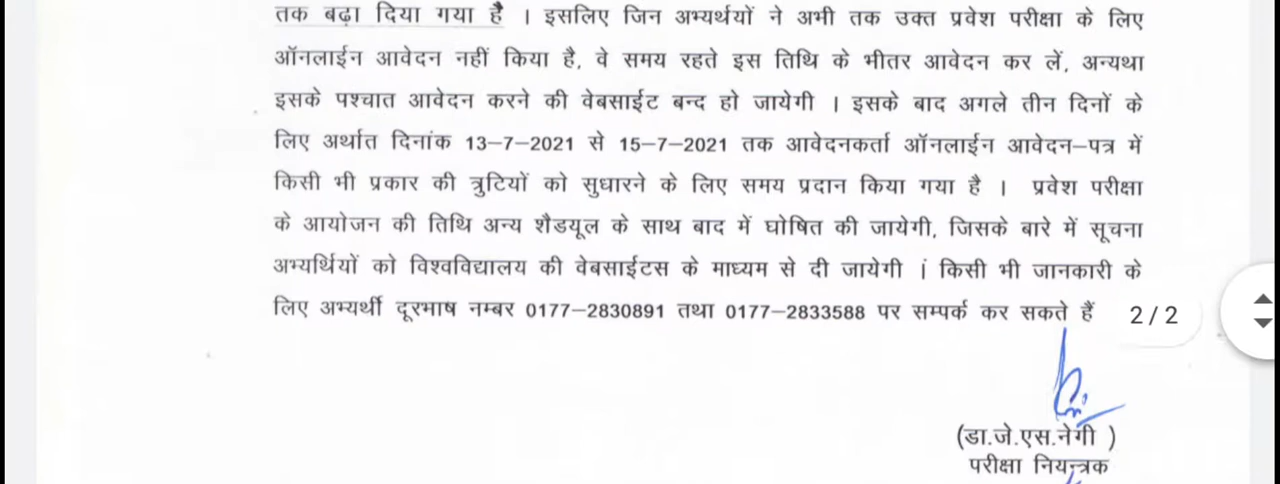 तक बढ़ा दिया गया है । इसलिए जिन अभ्यर्थयों ने अभी तक उक्त प्रवेश परीक्षा के लिए
ऑनलाईन आवेदन नहीं किया है, वे समय रहते इस तिथि के भीतर आवेदन कर लें, अन्यथा
इसके पश्चात आवेदन करने की वेबसाईट बन्द हो जायेगी । इसके बाद अगले तीन दिनों के
लिए अर्थात दिनांक 13-7-2021 से 15-7-2021 तक आवेदनकर्ता ऑनलाईन आवेदन-पत्र में
किसी भी प्रकार की त्रुटियों को सुधारने के लिए समय प्रदान किया गया है । प्रवेश परीक्षा
के आयोजन की तिथि अन्य शैडयूल के साथ बाद में घोषित की जायेगी, जिसके बारे में सूचना
अभ्यर्थियों को विश्वविद्यालय की वेबसाईटस के माध्यम से दी जायेगी । किसी भी जानकारी के
लिए अभ्यर्थी दूरभाष नम्बर 0177-2830891 तथा 0177-2833588 पर सम्पर्क कर सकते हैं
2/2
(डा.जे.एस.नेगी )
परीक्षा नियन्त्रक